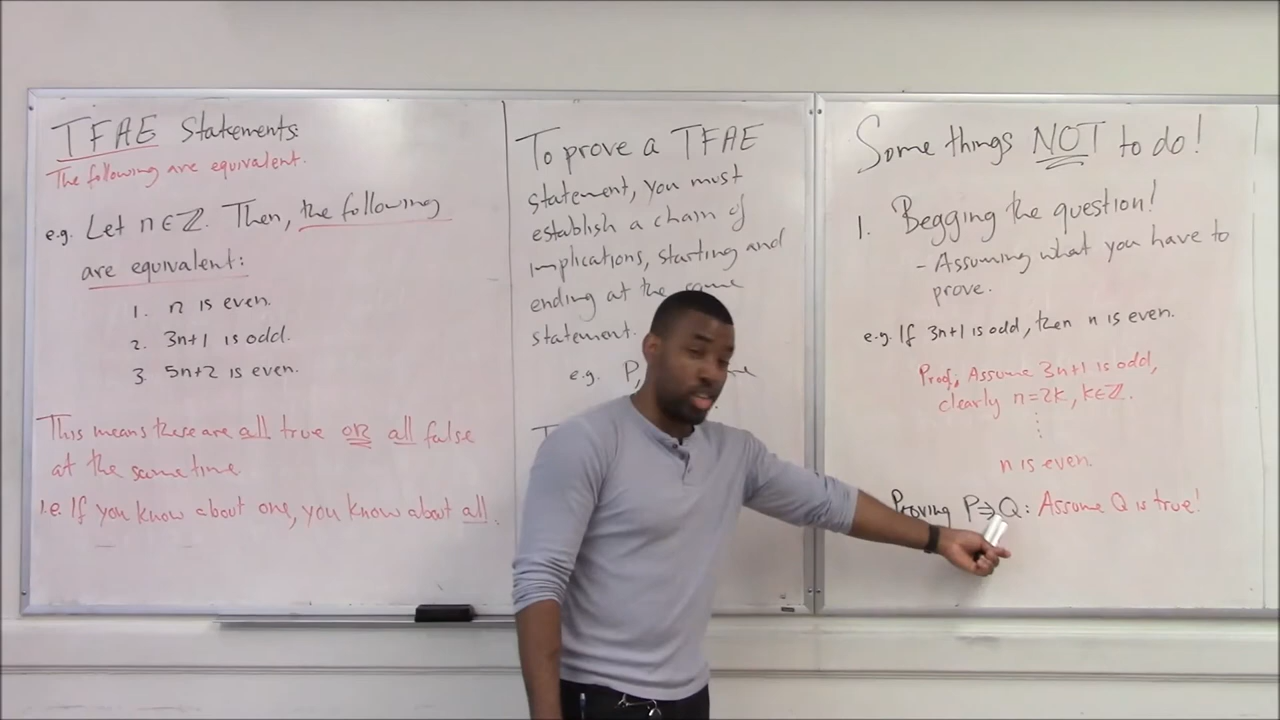 TFAE Statements:
The following are equivalent.
e.g. Let n ∈ ℤ. Then, the following
are equivalent:
1. n is even.
2. 3n+1 is odd.
3. 5n+2 is even.
This means these are all true OR all false
at the same time
i.e. If you know about one, you know about all.
To prove a TFAE
statement, you must
establish a chain of
implications, starting and
ending at the same
statement.
e.g. P,
Some things NOT to do!
1. Begging the question!
- Assuming what you have to
prove.
e.g. If 3n+1 is odd, then n is even.
Proof: Assume 3n+1 is odd,
clearly n=2k, k∈ℤ.
n is even.
Proving P⇒Q: Assume Q is true!